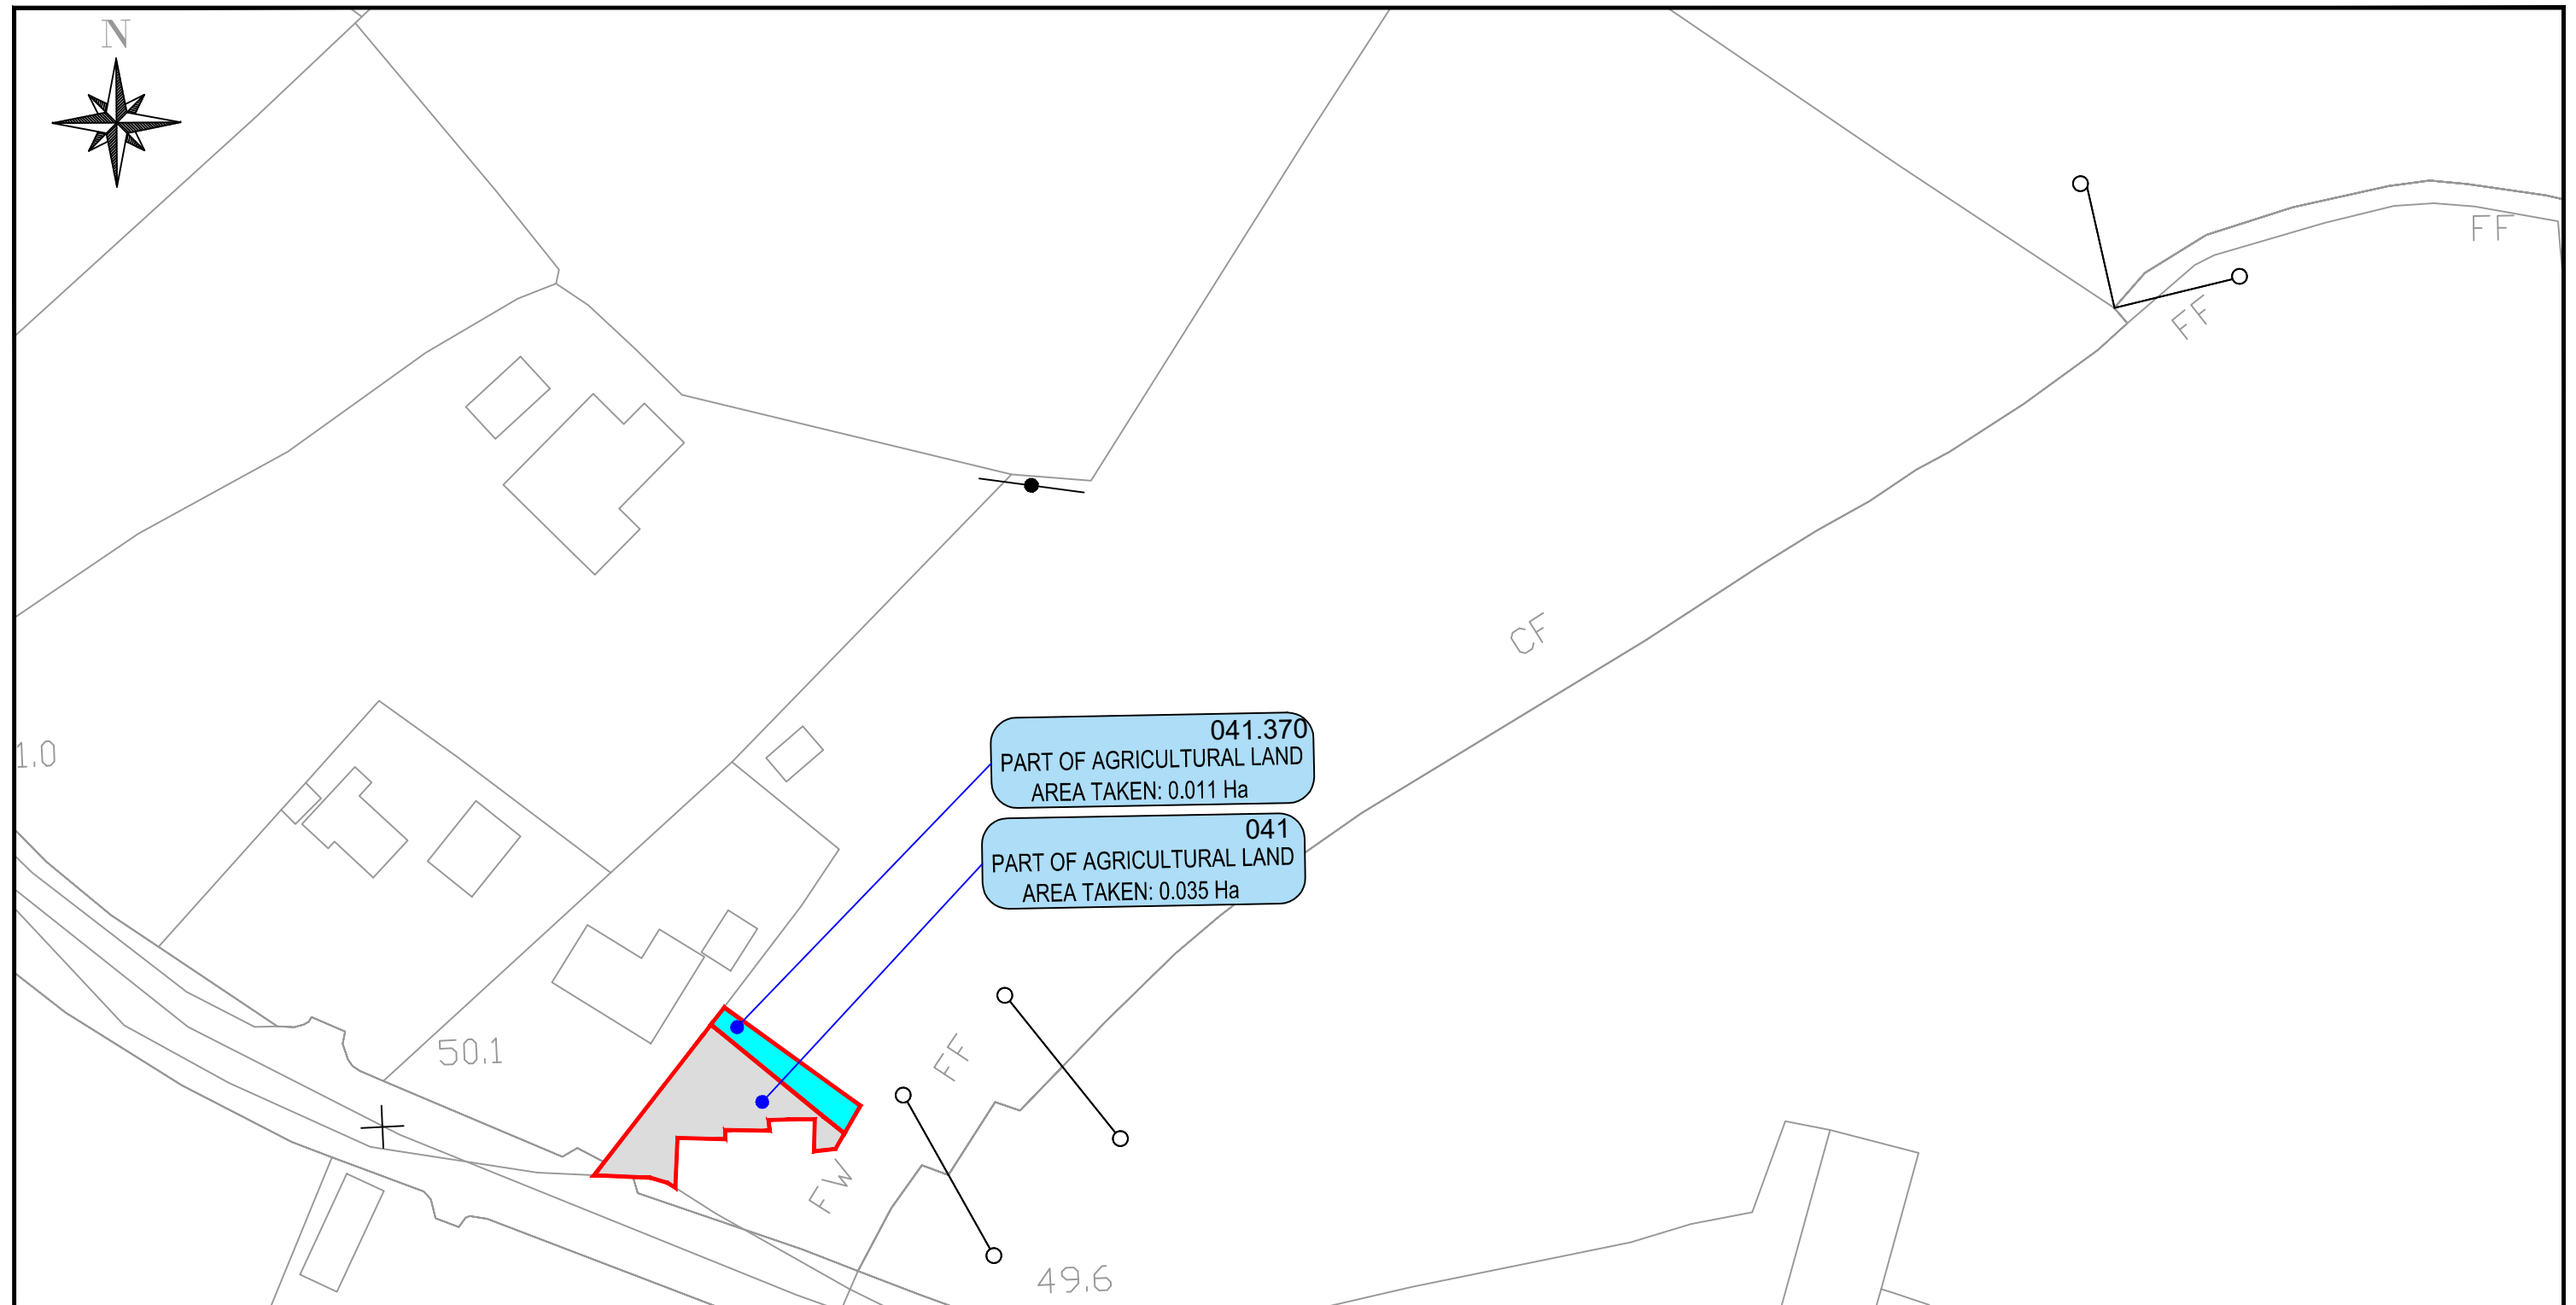 N
FF
FF
CF
1.0
041.370
PART OF AGRICULTURAL LAND
AREA TAKEN: 0.011 Ha
041
PART OF AGRICULTURAL LAND
AREA TAKEN: 0.035 Ha
50.1
FF
FW
49.6